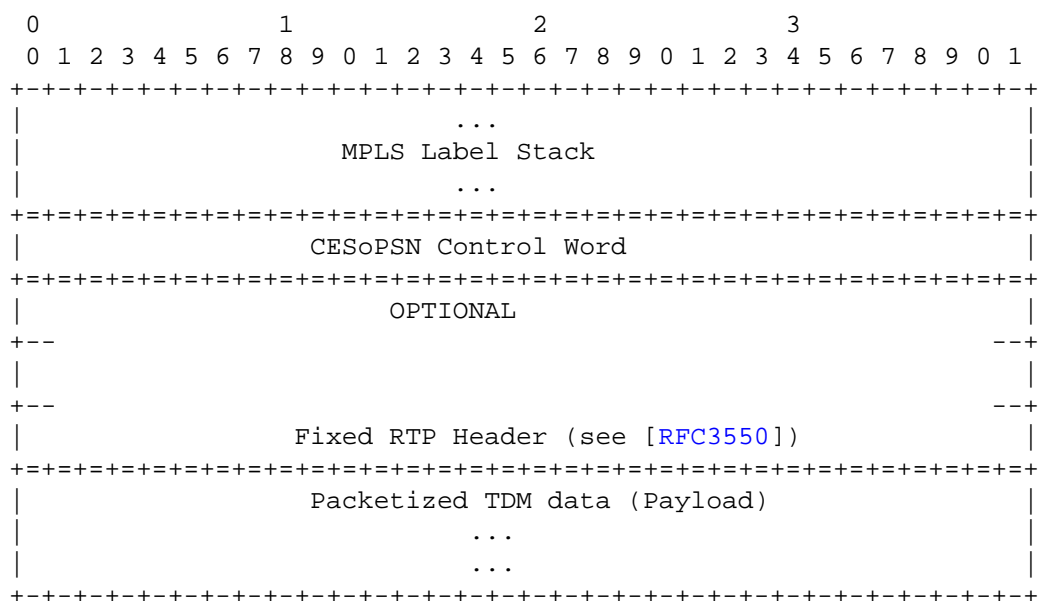 0                   1                   2                   3
 0 1 2 3 4 5 6 7 8 9 0 1 2 3 4 5 6 7 8 9 0 1 2 3 4 5 6 7 8 9 0 1
+-+-+-+-+-+-+-+-+-+-+-+-+-+-+-+-+-+-+-+-+-+-+-+-+-+-+-+-+-+-+-+-+
|                           ...                                 |
|                    MPLS Label Stack                           |
|                           ...                                 |
+=+=+=+=+=+=+=+=+=+=+=+=+=+=+=+=+=+=+=+=+=+=+=+=+=+=+=+=+=+=+=+=+
|                  CESoPSN Control Word                         |
+=+=+=+=+=+=+=+=+=+=+=+=+=+=+=+=+=+=+=+=+=+=+=+=+=+=+=+=+=+=+=+=+
|                       OPTIONAL                                |
+--                                                           --+
|                                                               |
+--                                                           --+
|                 Fixed RTP Header (see [RFC3550])              |
+=+=+=+=+=+=+=+=+=+=+=+=+=+=+=+=+=+=+=+=+=+=+=+=+=+=+=+=+=+=+=+=+
|                  Packetized TDM data (Payload)                |
|                            ...                                |
|                            ...                                |
+-+-+-+-+-+-+-+-+-+-+-+-+-+-+-+-+-+-+-+-+-+-+-+-+-+-+-+-+-+-+-+-+